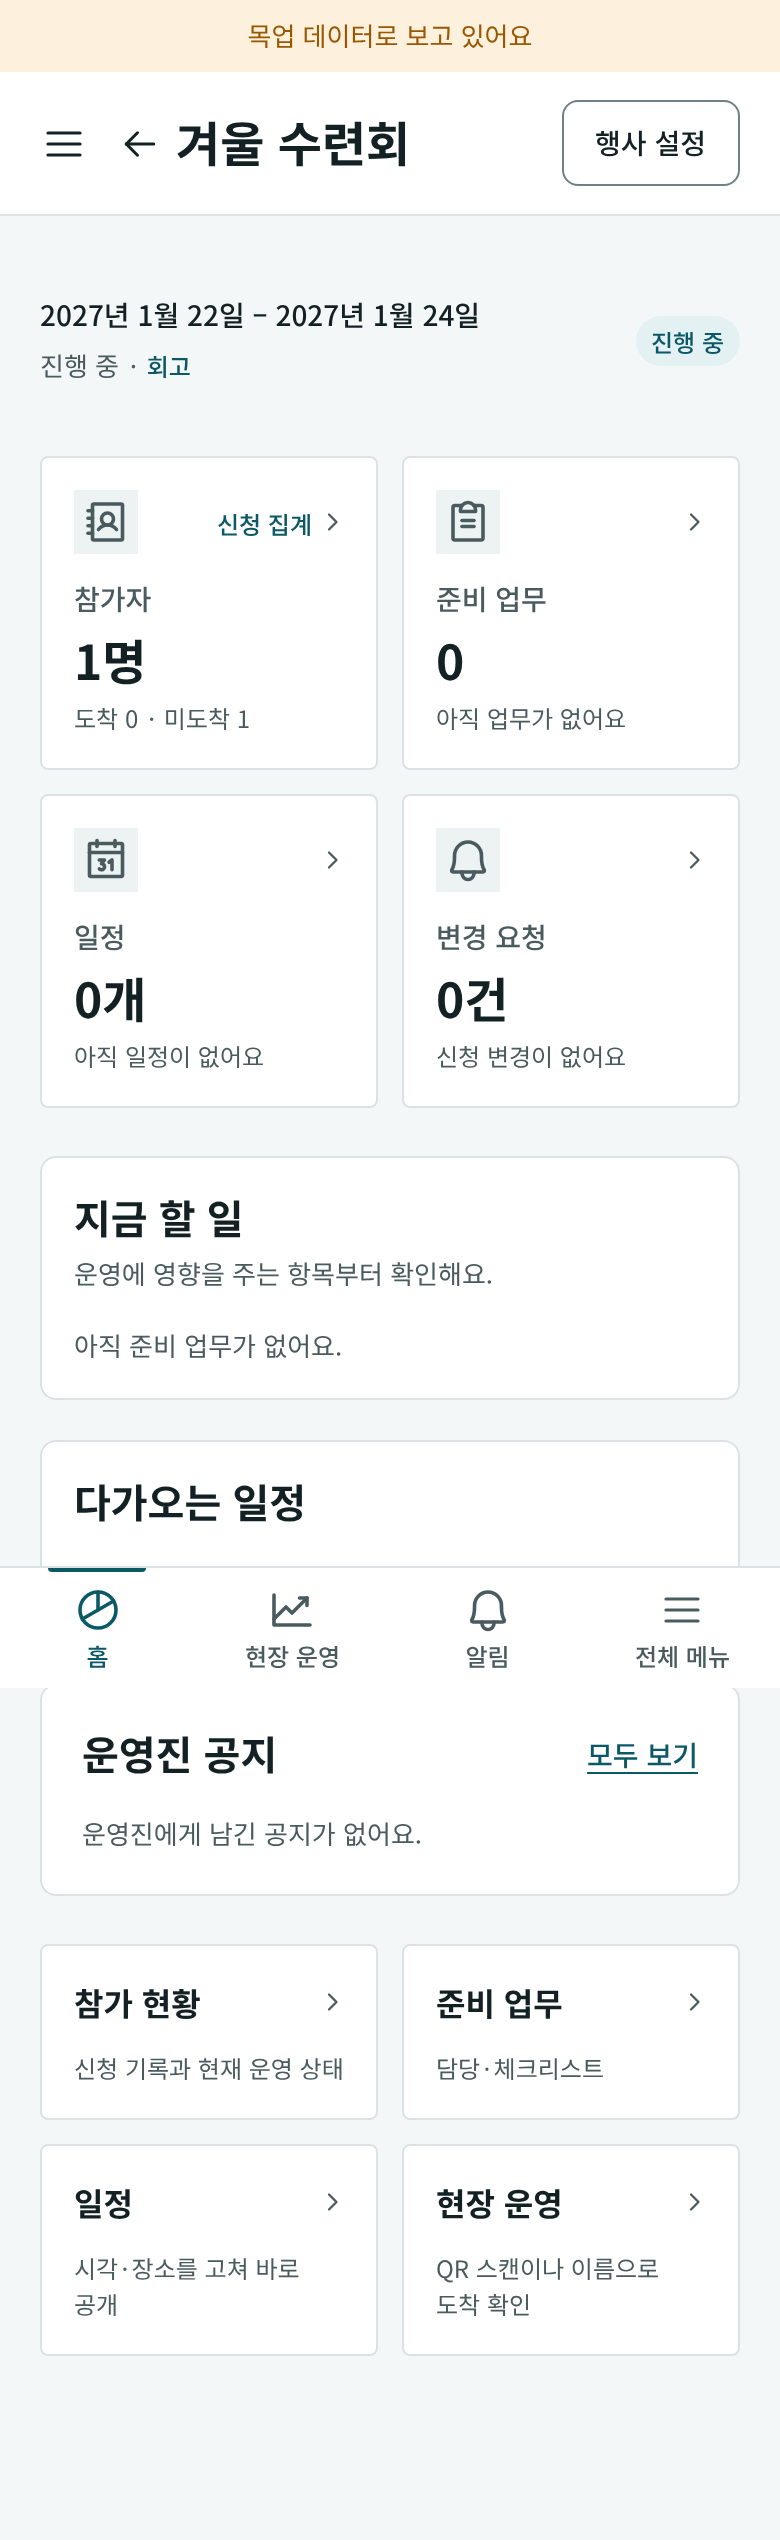 목업 데이터로 보고 있어요
겨울 수련회
행사 설정
2027년 1월 22일 – 2027년 1월 24일
진행 중 · 회고
진행 중
신청 집계
참가자
1명
도착 0 · 미도착 1
준비 업무
0
아직 업무가 없어요
31
일정
0개
아직 일정이 없어요
변경 요청
0건
신청 변경이 없어요
지금 할 일
운영에 영향을 주는 항목부터 확인해요.
아직 준비 업무가 없어요.
다가오는 일정
홈
현장 운영
알림
전체 메뉴
운영진 공지
모두 보기
운영진에게 남긴 공지가 없어요.
참가 현황
신청 기록과 현재 운영 상태
준비 업무
담당·체크리스트
일정
시각·장소를 고쳐 바로
공개
현장 운영
QR 스캔이나 이름으로
도착 확인